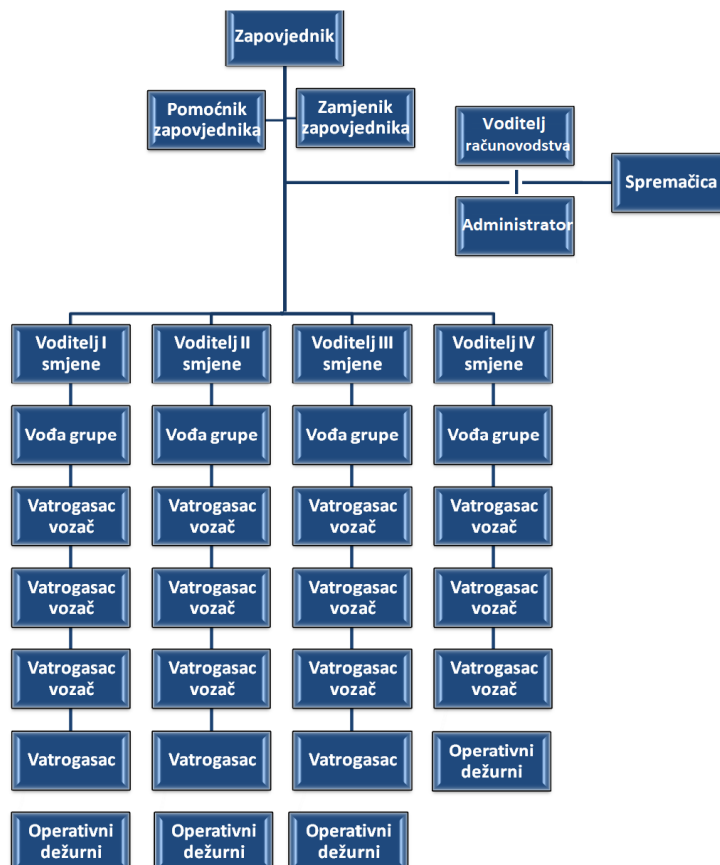 Zapovjednik
Pomoćnik
zapovjednika
Zamjenik
zapovjednika
Voditelj
računovodstva
Spremačica
Administrator
Voditelj I
smjene
Voditelj II
smjene
Voditelj III
smjene
Voditelj IV
smjene
Vođa grupe
Vođa grupe
Vođa grupe
Vođa grupe
Vatrogasac
vozač
Vatrogasac
vozač
Vatrogasac
vozač
Vatrogasac
vozač
Vatrogasac
vozač
Vatrogasac
vozač
Vatrogasac
vozač
Vatrogasac
vozač
Vatrogasac
vozač
Vatrogasac
vozač
Vatrogasac
vozač
Vatrogasac
vozač
Vatrogasac
Vatrogasac
Vatrogasac
Operativni
dežurni
Operativni
dežurni
Operativni
dežurni
Operativni
dežurni